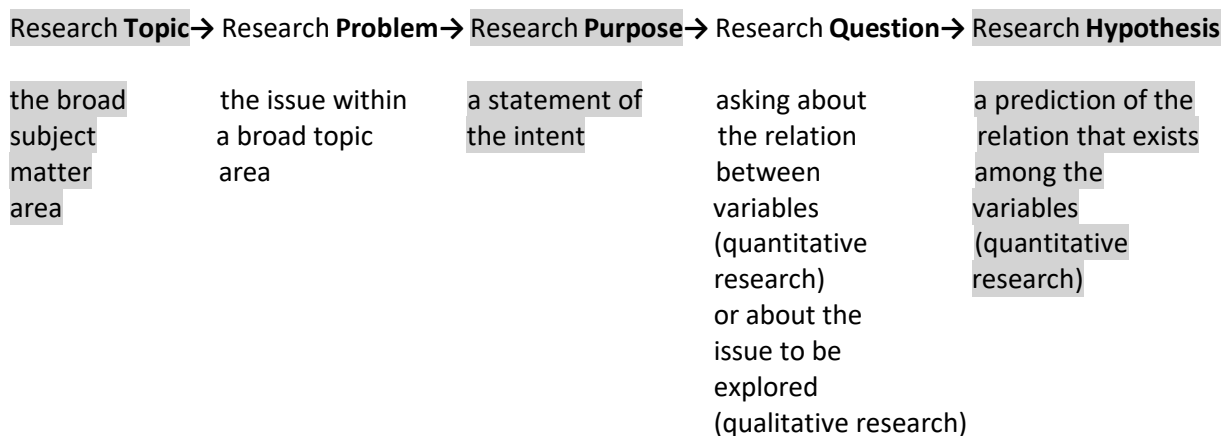 Research Topic→ Research Problem→ Research Purpose→ Research Question→ Research Hypothesis
the broad
subject
matter
area
the issue within
a broad topic
area
a statement of
the intent
asking about
the relation
between
variables
(quantitative
research)
or about the
issue to be
explored
(qualitative research)
a prediction of the
relation that exists
among the
variables
(quantitative
research)